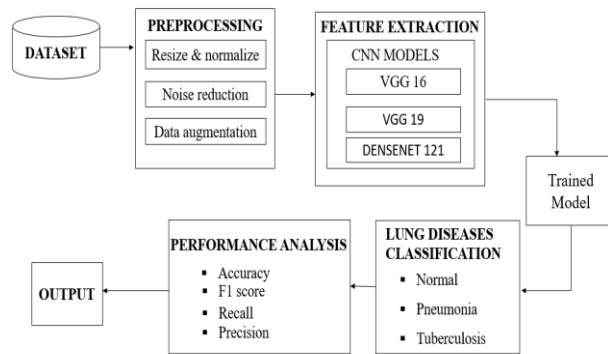 DATASET
PREPROCESSING
Resize & normalize
Noise reduction
Data augmentation
FEATURE EXTRACTION
CNN MODELS
VGG 16
VGG 19
DENSENET 121
Trained
Model
LUNG DISEASES
CLASSIFICATION
▪ Normal
▪ Pneumonia
▪ Tuberculosis
PERFORMANCE ANALYSIS
▪ Accuracy
▪ F1 score
▪ Recall
▪ Precision
OUTPUT